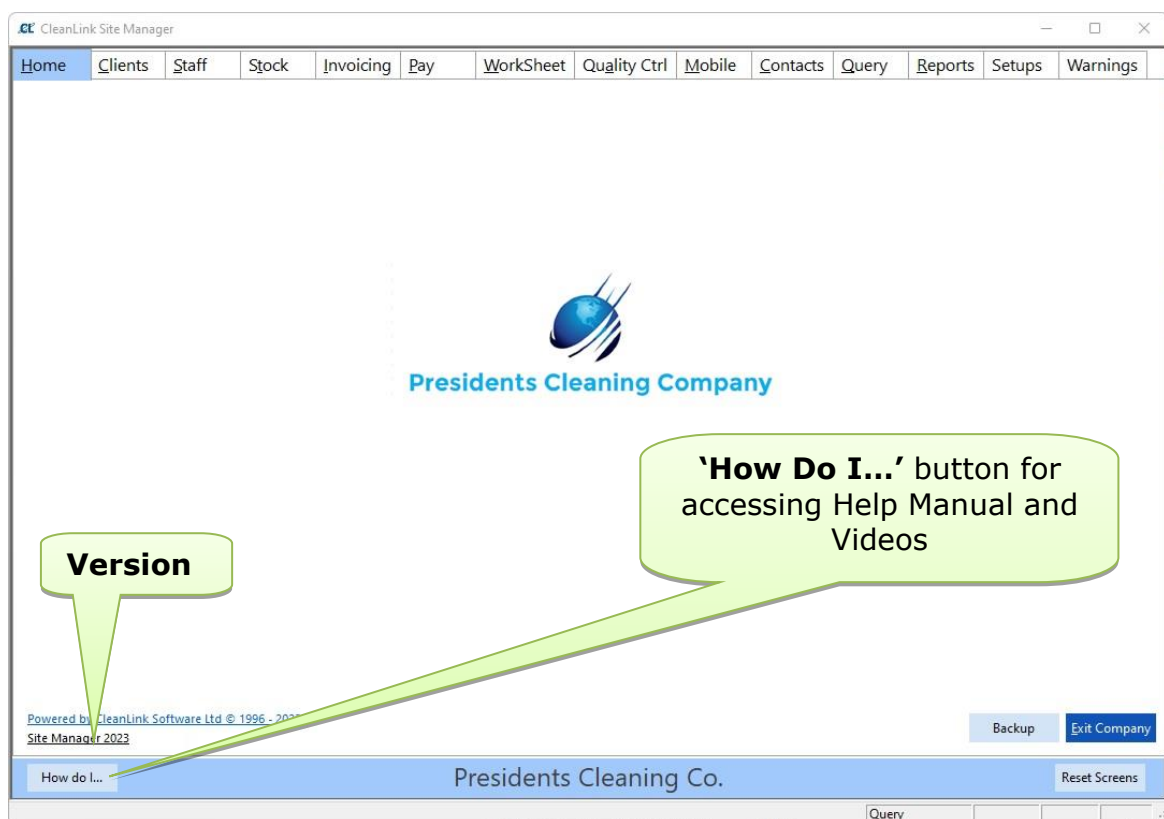 CleanLink Site Manager
Home Clients Staff Stock Invoicing Pay WorkSheet Quality Ctrl Mobile Contacts Query Reports Setups Warnings
Presidents Cleaning Company
‘How Do I…’ button for
accessing Help Manual and
Videos
Version
Powered by CleanLink Software Ltd © 1996 -
Site Manager 2023
Backup
Exit Company
How do I...
Presidents Cleaning Co.
Reset Screens
Query